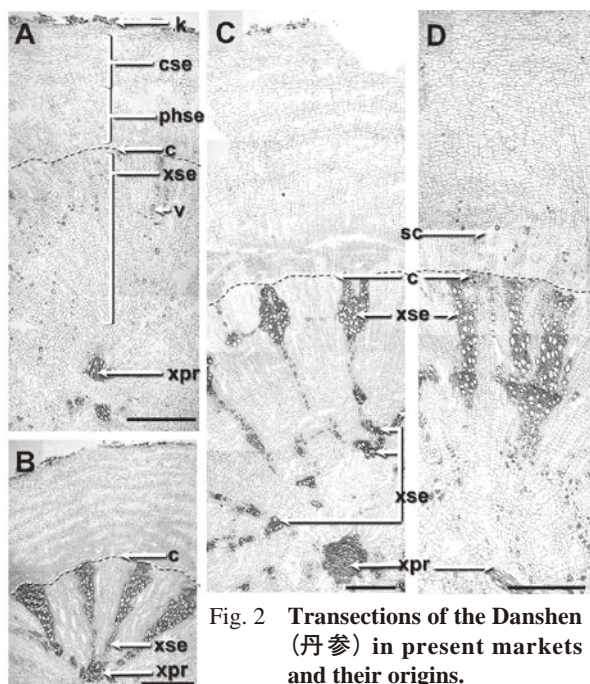 A
k
cse
phse
c
xse
v
xpr
B
c
xse
xpr
C
D
sc
c
xse
xse
xpr
Fig. 2 Transections of the Danshen
(丹参) in present markets
and their origins.